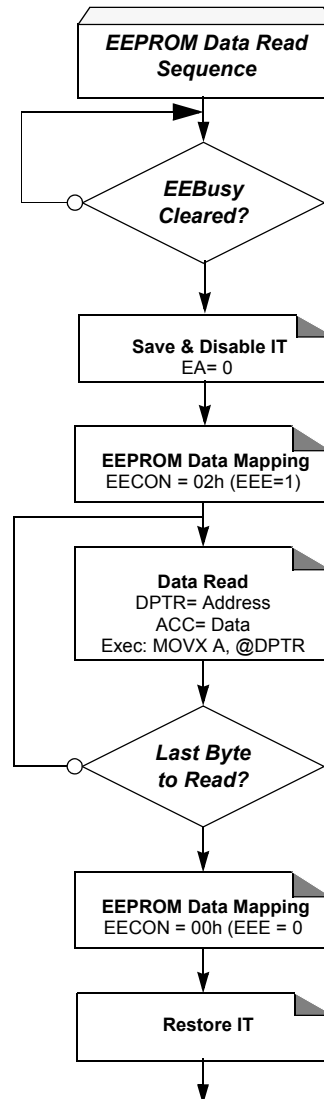 EEPROM Data Read
Sequence
EEBusy
Cleared?
Save & Disable IT
EA= 0
EEPROM Data Mapping
EECON = 02h (EEE=1)
Data Read
DPTR= Address
ACC= Data
Exec: MOVX A, @DPTR
Last Byte
to Read?
EEPROM Data Mapping
EECON = 00h (EEE = 0
Restore IT